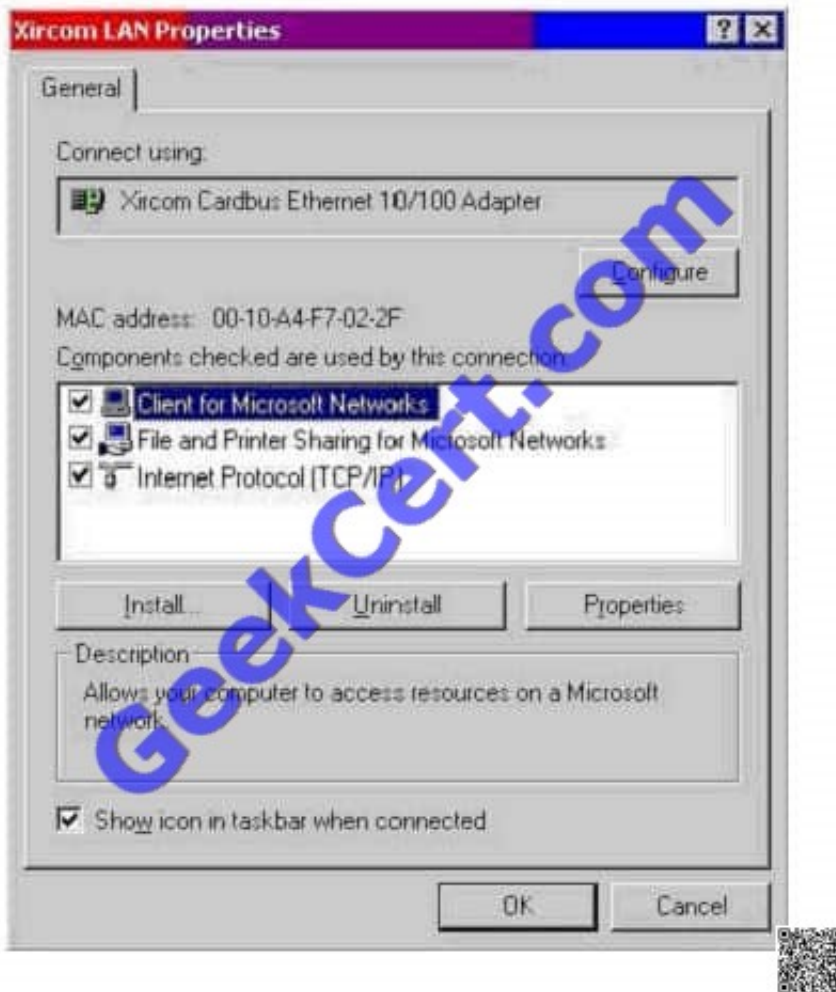 Xircom LAN Properties
General
Connect using:
Xircom Cardbus Ethernet 10/100 Adapter
Configure
MAC address: 00-10-A4-F7-02-2F
Components checked are used by this connection:
Client for Microsoft Networks
File and Printer Sharing for Microsoft Networks
Internet Protocol (TCP/IP)
Install...
Uninstall
Properties
Description
Allows your computer to access resources on a Microsoft
network.
Show icon in taskbar when connected
OK
Cancel
GeekCert.com